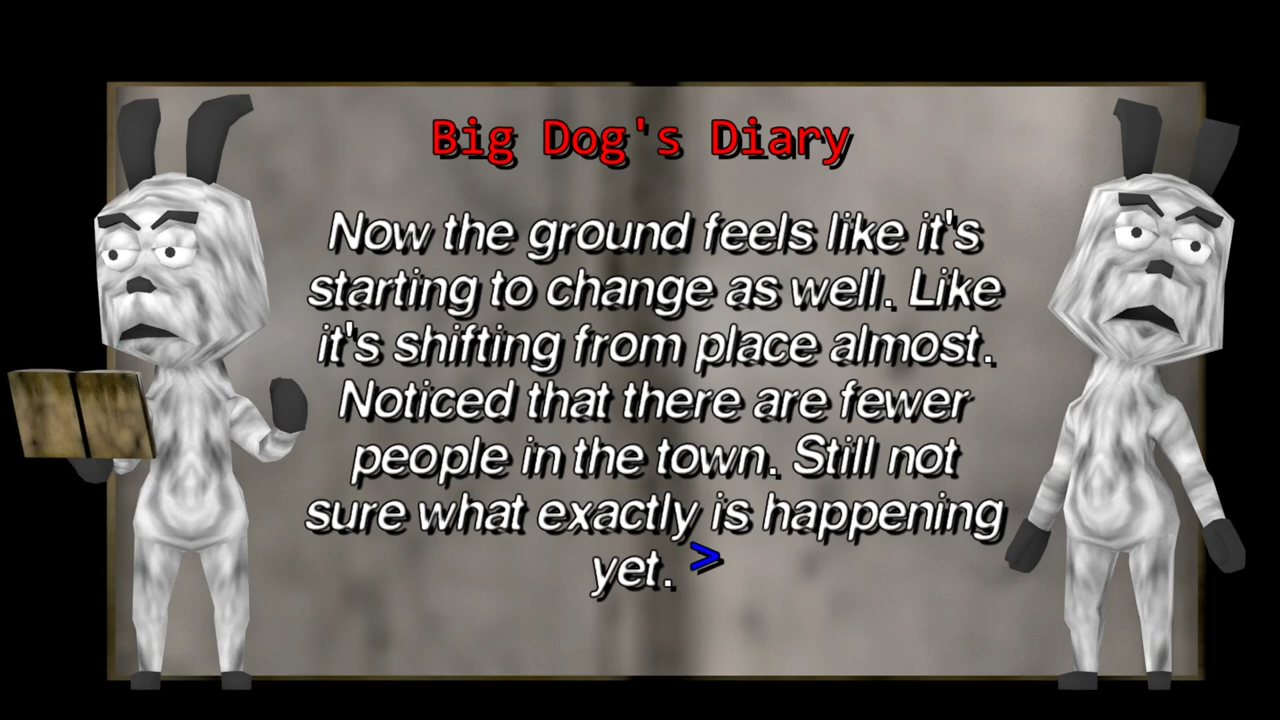 Big Dog's Diary
Now the ground feels like it's
starting to change as well. Like
it's shifting from place almost.
Noticed that there are fewer
people in the town. Still not
sure what exactly is happening
yet. >